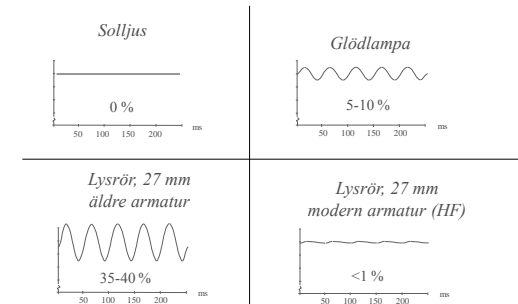 Solljus
0 %
50 100 150 200 ms
Glödlampa
5-10 %
50 100 150 200 ms
Lysrör, 27 mm
äldre armatur
35-40 %
50 100 150 200 ms
Lysrör, 27 mm
modern armatur (HF)
<1 %
50 100 150 200 ms